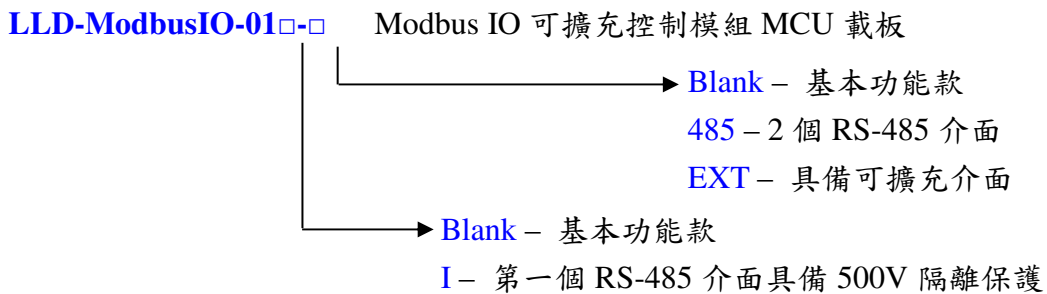 LLD-ModbusIO-01□-□ Modbus IO 可擴充控制模組 MCU 載板
Blank – 基本功能款
485 – 2 個 RS-485 介面
EXT – 具備可擴充介面
Blank – 基本功能款
I – 第一個 RS-485 介面具備 500V 隔離保護